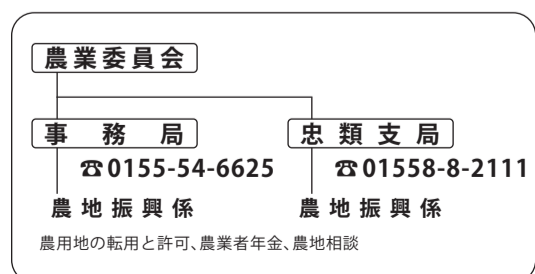 農業委員会
事務局 忠類支局
☎0155-54-6625 ☎01558-8-2111
農地振興係 農地振興係
農用地の転用と許可、農業者年金、農地相談